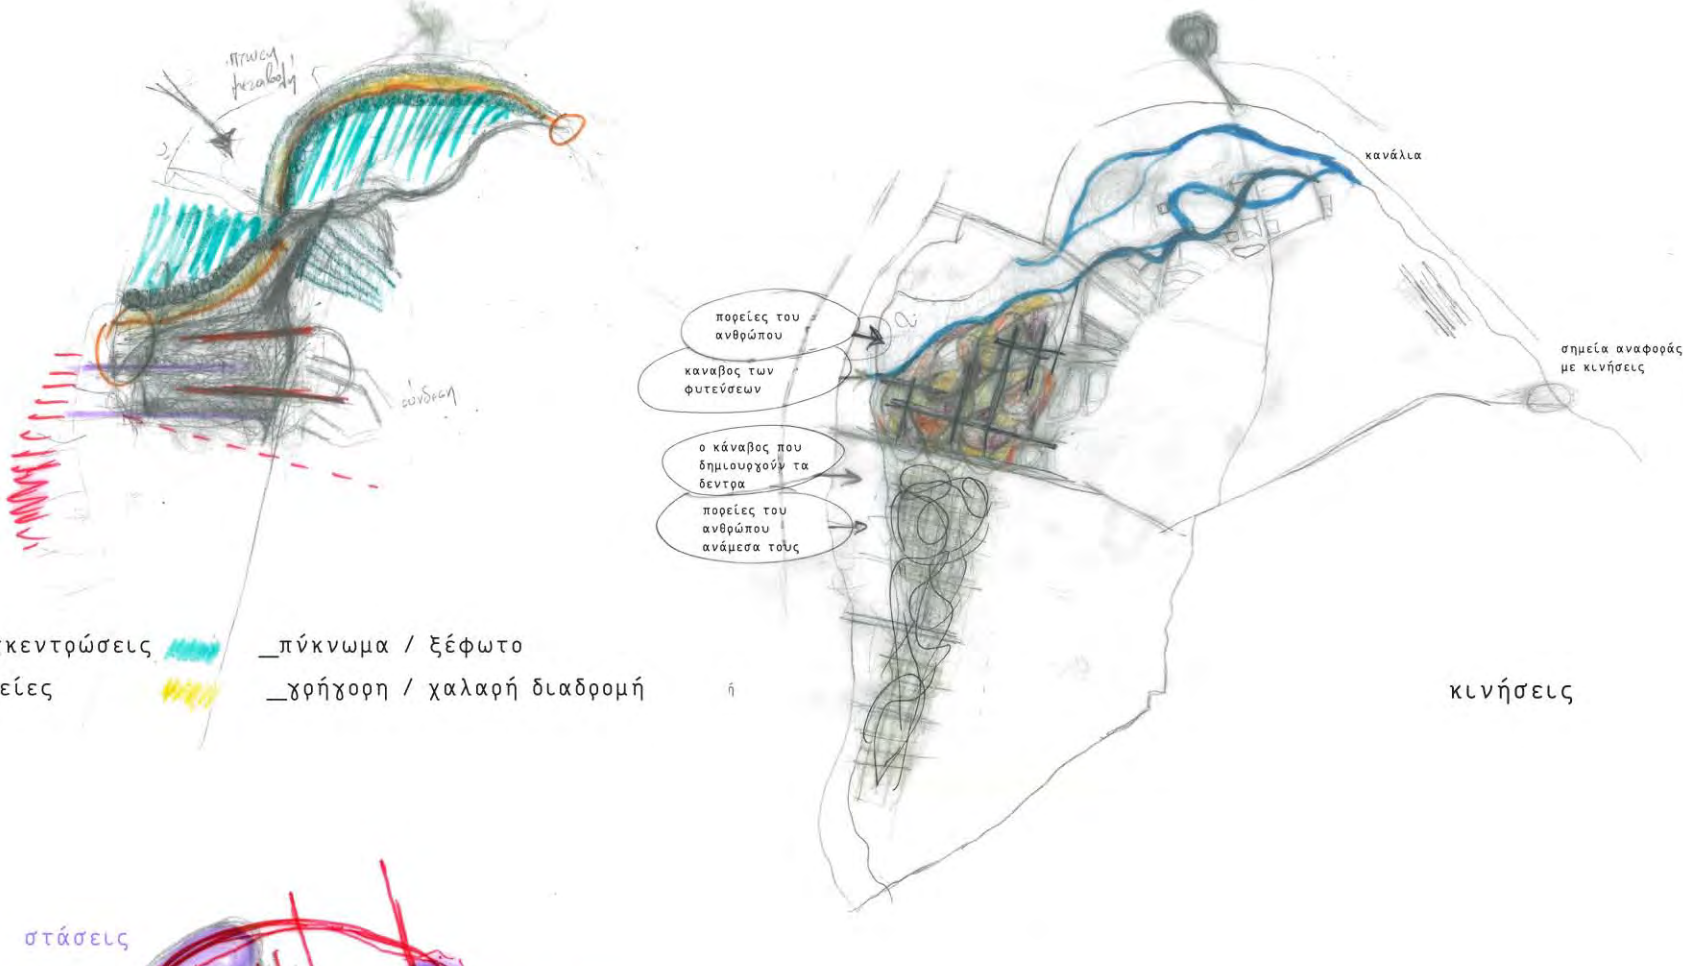 σύνδεση
κανάλια
πορείες του
ανθρώπου
καναβος των
φυτεύσεων
σημεία αναφοράς
με κινήσεις
ο κάναβος που
δημιουργούν τα
δεντρα
πορείες του
ανθρώπου
ανάμεσα τους
κεντρώσεις
_πύκνωμα / ξέφωτο
είες
_γρήγορη / χαλαρή διαδρομή
ή
κινήσεις
στάσεις